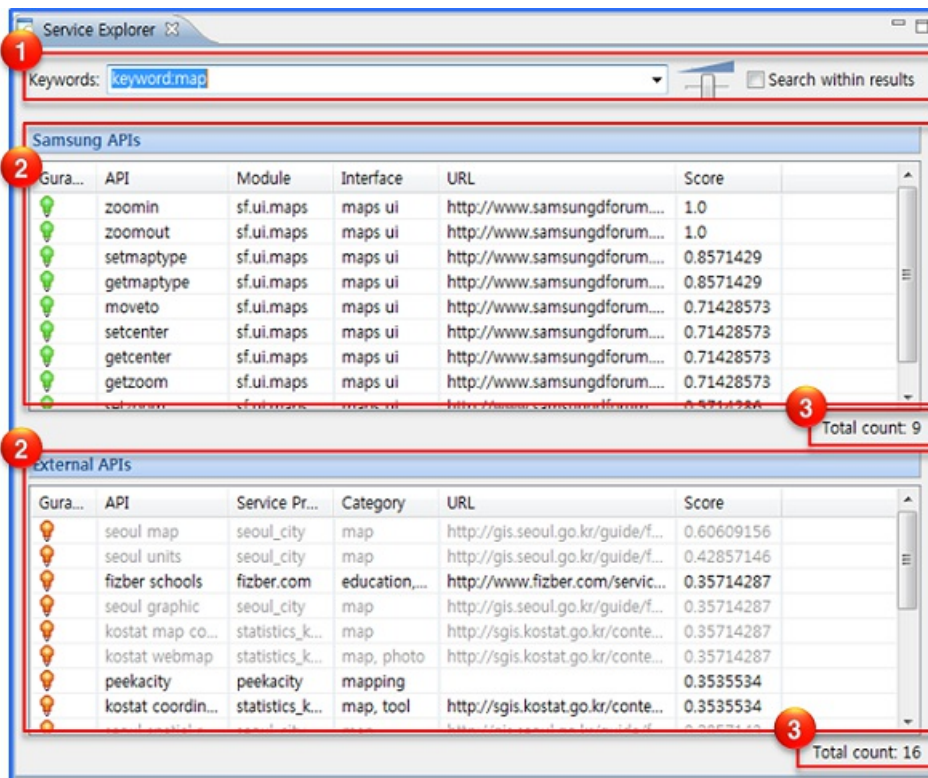 Service Explorer
1
Keywords: keyword:map Search within results
Samsung APIs
2
Gura... API Module Interface URL Score
zoomin sf.ui.maps maps ui http://www.samsungdforum.... 1.0
zoomout sf.ui.maps maps ui http://www.samsungdforum.... 1.0
setmaptype sf.ui.maps maps ui http://www.samsungdforum.... 0.8571429
getmaptype sf.ui.maps maps ui http://www.samsungdforum.... 0.8571429
moveto sf.ui.maps maps ui http://www.samsungdforum.... 0.71428573
setcenter sf.ui.maps maps ui http://www.samsungdforum.... 0.71428573
getcenter sf.ui.maps maps ui http://www.samsungdforum.... 0.71428573
getzoom sf.ui.maps maps ui http://www.samsungdforum.... 0.71428573
setzoom sf.ui.maps maps ui http://www.samsungdforum.... 0.5714286
3
Total count: 9
2
External APIs
Gura... API Service Pr... Category URL Score
seoul map seoul_city map http://gis.seoul.go.kr/guide/f... 0.60609156
seoul units seoul_city map http://gis.seoul.go.kr/guide/f... 0.42857146
fizber schools fizber.com education,... http://www.fizber.com/servic... 0.35714287
seoul graphic seoul_city map http://gis.seoul.go.kr/guide/f... 0.35714287
kostat map co... statistics_k... map http://sgis.kostat.go.kr/conte... 0.35714287
kostat webmap statistics_k... map, photo http://sgis.kostat.go.kr/conte... 0.35714287
peekacity peekacity mapping 0.3535534
kostat coordin... statistics_k... map, tool http://sgis.kostat.go.kr/conte... 0.3535534
3
Total count: 16